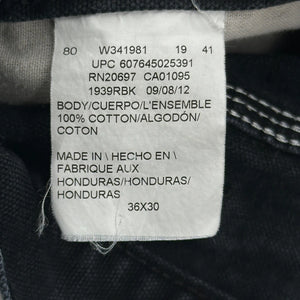 80 W341981 19 41
UPC 607645025391
RN20697 CA01095
1939RBK 09/08/12
BODY/CUERPO/L'ENSEMBLE
100% COTTON/ALGODÓN/
COTON
MADE IN \ HECHO EN \
FABRIQUE AUX
HONDURAS/HONDURAS/
HONDURAS
36X30